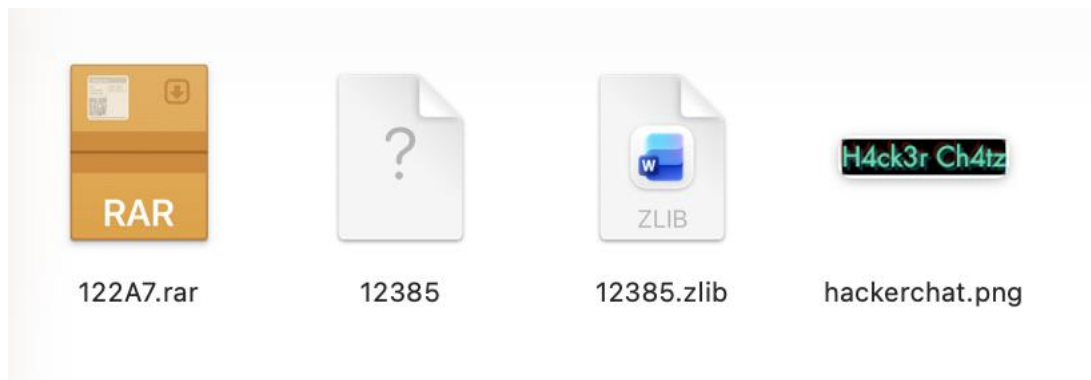 RAR
?
W
ZLIB
H4ck3r Ch4tz
122A7.rar
12385
12385.zlib
hackerchat.png